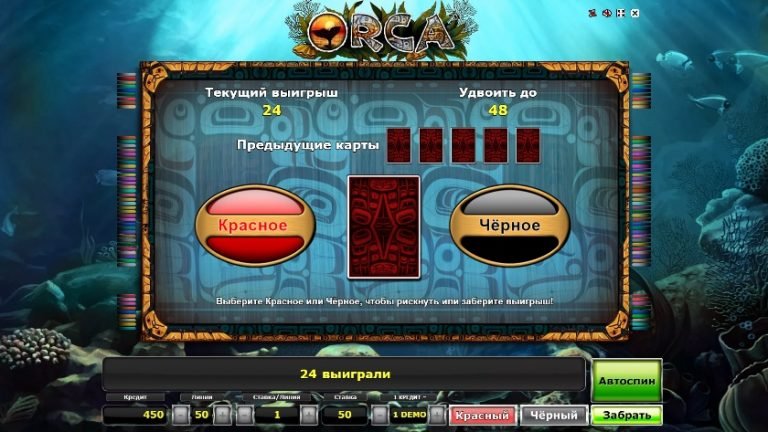 ORCA
Текущий выигрыш
24
Удвоить до
48
Предыдущие карты
Красное
Чёрное
Выберите Красное или Чёрное, чтобы рискнуть или заберите выигрыш!
24 выиграли
Автоспин
Кредит Линии Ставка/Линия Ставка 1 КРЕДИТ =
450 50 1 50 1 DEMO Красный Чёрный Забрать